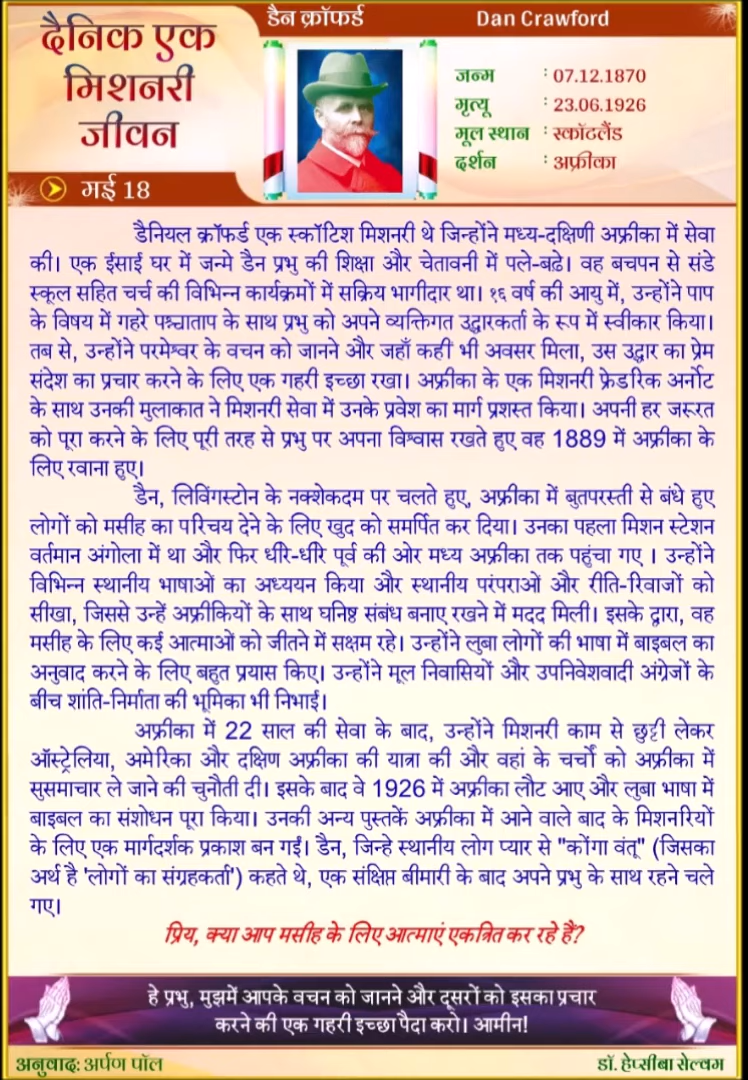 दैनिक एक
मिशनरी
जीवन
मई 18
डैन क्रॉफर्ड
Dan Crawford
जन्म : 07.12.1870
मृत्यू : 23.06.1926
मूल स्थान : स्कॉटलैंड
दर्शन : अफ्रीका
डैनियल क्रॉफर्ड एक स्कॉटिश मिशनरी थे जिन्होंने मध्य-दक्षिणी अफ्रीका में सेवा
की। एक ईसाई घर में जन्मे डैन प्रभु की शिक्षा और चेतावनी में पले-बढ़े। वह बचपन से संडे
स्कूल सहित चर्च की विभिन्न कार्यक्रमों में सक्रिय भागीदार था। १६ वर्ष की आयु में, उन्होंने पाप
के विषय में गहरे पश्चाताप के साथ प्रभु को अपने व्यक्तिगत उद्धारकर्ता के रूप में स्वीकार किया।
तब से, उन्होंने परमेश्वर के वचन को जानने और जहाँ कहीं भी अवसर मिला, उस उद्धार का प्रेम
संदेश का प्रचार करने के लिए एक गहरी इच्छा रखा। अफ्रीका के एक मिशनरी फ्रेडरिक अर्नोट
के साथ उनकी मुलाकात ने मिशनरी सेवा में उनके प्रवेश का मार्ग प्रशस्त किया। अपनी हर जरूरत
को पूरा करने के लिए पूरी तरह से प्रभु पर अपना विश्वास रखते हुए वह 1889 में अफ्रीका के
लिए रवाना हुए।
डैन, लिविंगस्टोन के नक्शेकदम पर चलते हुए, अफ्रीका में बुतपरस्ती से बंधे हुए
लोगों को मसीह का परिचय देने के लिए खुद को समर्पित कर दिया। उनका पहला मिशन स्टेशन
वर्तमान अंगोला में था और फिर धीरे-धीरे पूर्व की ओर मध्य अफ्रीका तक पहुंचा गए । उन्होंने
विभिन्न स्थानीय भाषाओं का अध्ययन किया और स्थानीय परंपराओं और रीति-रिवाजों को
सीखा, जिससे उन्हें अफ्रीकियों के साथ घनिष्ठ संबंध बनाए रखने में मदद मिली। इसके द्वारा, वह
मसीह के लिए कई आत्माओं को जीतने में सक्षम रहे। उन्होंने लुबा लोगों की भाषा में बाइबल का
अनुवाद करने के लिए बहुत प्रयास किए। उन्होंने मूल निवासियों और उपनिवेशवादी अंग्रेजों के
बीच शांति-निर्माता की भूमिका भी निभाई।
अफ्रीका में 22 साल की सेवा के बाद, उन्होंने मिशनरी काम से छुट्टी लेकर
ऑस्ट्रेलिया, अमेरिका और दक्षिण अफ्रीका की यात्रा की और वहां के चर्चों को अफ्रीका में
सुसमाचार ले जाने की चुनौती दी। इसके बाद वे 1926 में अफ्रीका लौट आए और लुबा भाषा में
बाइबल का संशोधन पूरा किया। उनकी अन्य पुस्तकें अफ्रीका में आने वाले बाद के मिशनरियों
के लिए एक मार्गदर्शक प्रकाश बन गईं। डैन, जिन्हे स्थानीय लोग प्यार से "कोंगा वंतू" (जिसका
अर्थ है 'लोगों का संग्रहकर्ता') कहते थे, एक संक्षिप्त बीमारी के बाद अपने प्रभु के साथ रहने चले
गए।
प्रिय, क्या आप मसीह के लिए आत्माएं एकत्रित कर रहे हैं?
हे प्रभु, मुझमें आपके वचन को जानने और दूसरों को इसका प्रचार
करने की एक गहरी इच्छा पैदा करो। आमीन!
अनुवाद: अर्पण पॉल
डॉ. हेप्सीबा सेल्वम